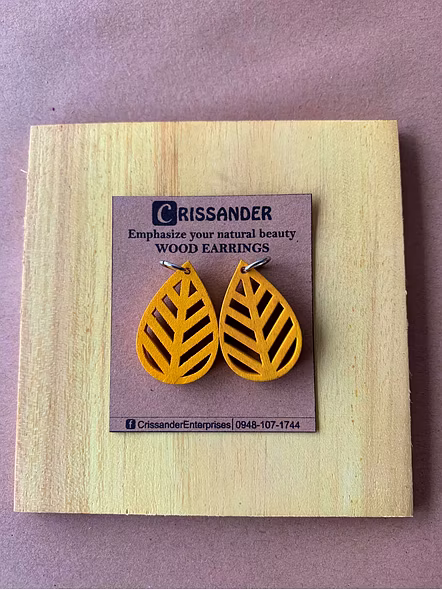 CRISSANDER
Emphasize your natural beauty
WOOD EARRINGS
f CrissanderEnterprises| 0948-107-1744